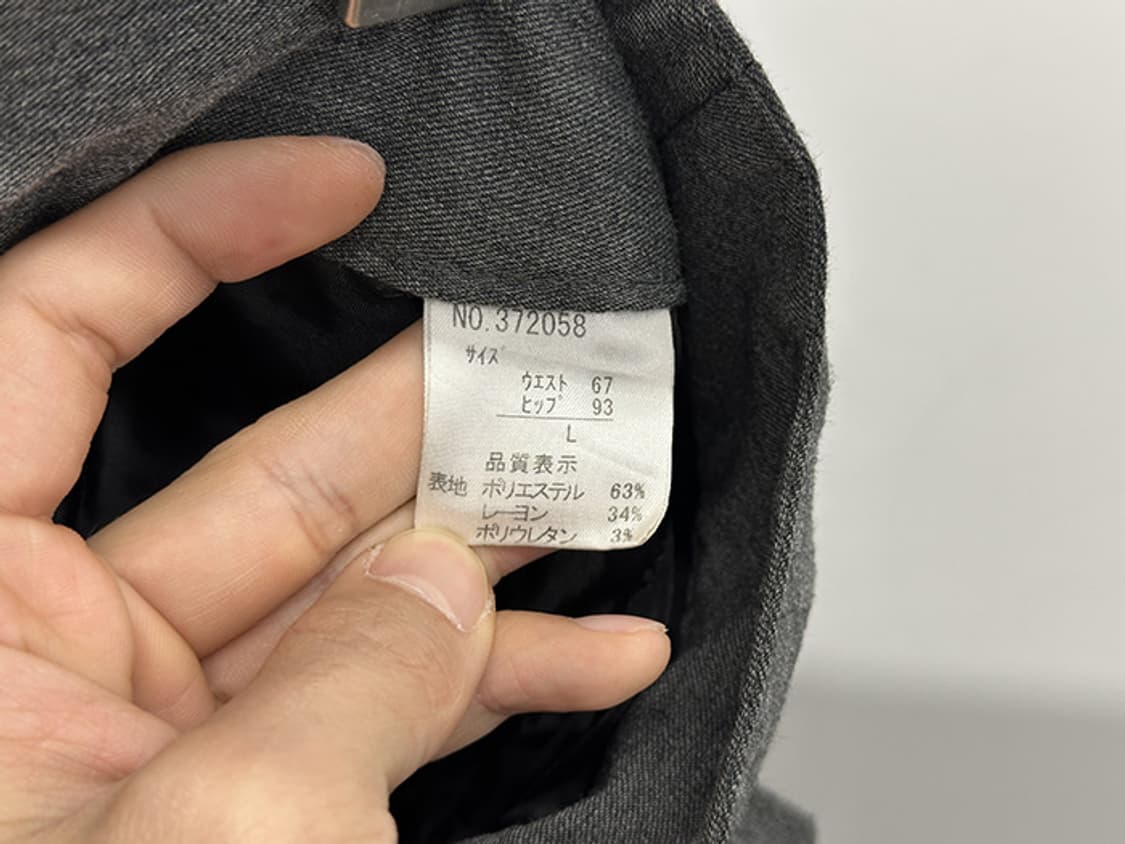 NO.372058
サイズ
ウエスト 67
ヒップ 93
L
品質表示
表地 ポリエステル 63%
レーヨン 34%
ポリウレタン 3%